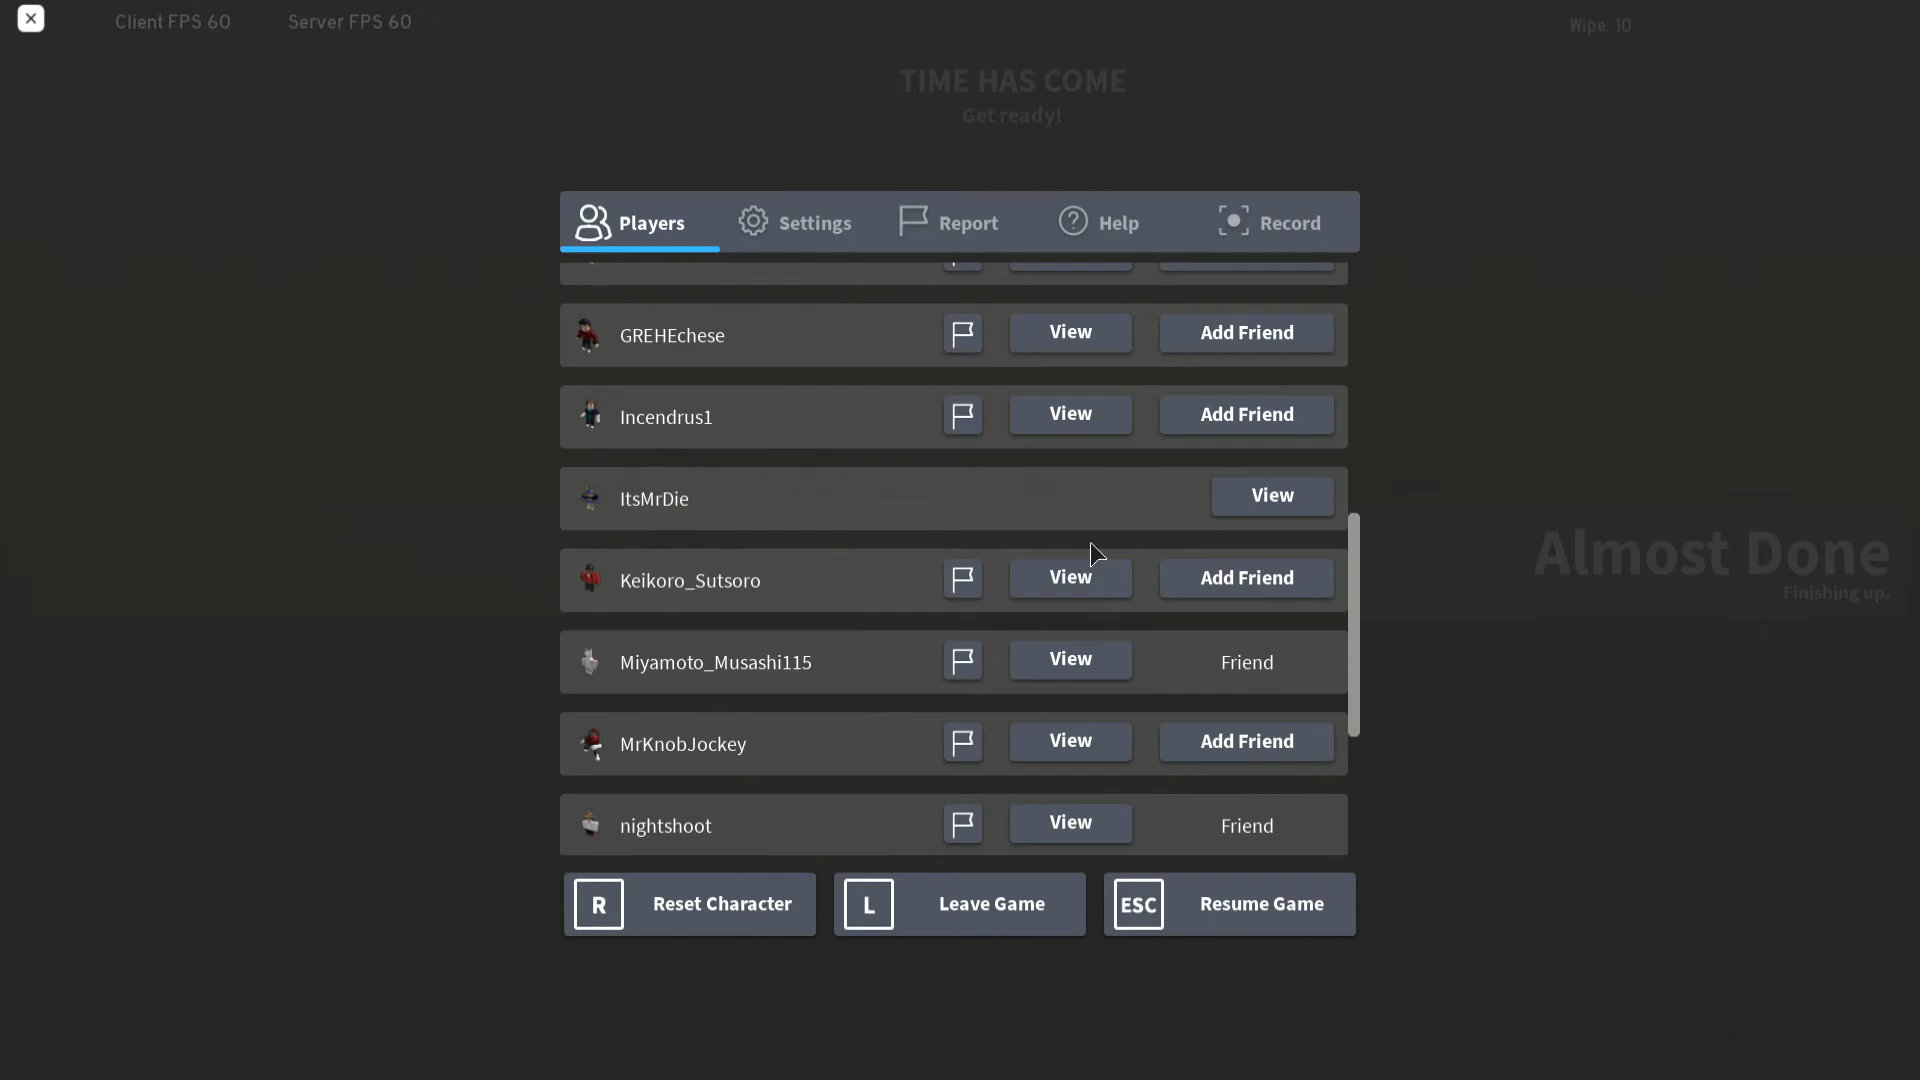 Client FPS 60 Server FPS 60 Wipe: 10
TIME HAS COME
Get ready!
Players Settings Report Help Record
GREHEchese View Add Friend
Incendrus1 View Add Friend
ItsMrDie View
Keikoro_Sutsoro View Add Friend
Miyamoto_Musashi115 View Friend
MrKnobJockey View Add Friend
nightshoot View Friend
Almost Done
Finishing up.
R Reset Character L Leave Game ESC Resume Game